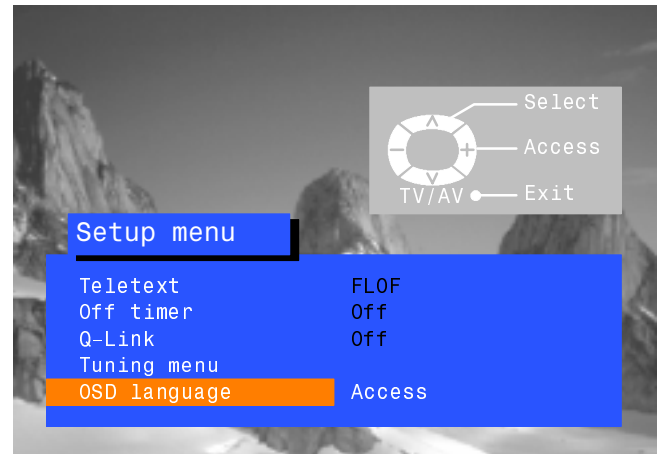 Select
Access
TV/AV Exit
Setup menu
Teletext FLOF
Off timer Off
Q-Link Off
Tuning menu
OSD language Access